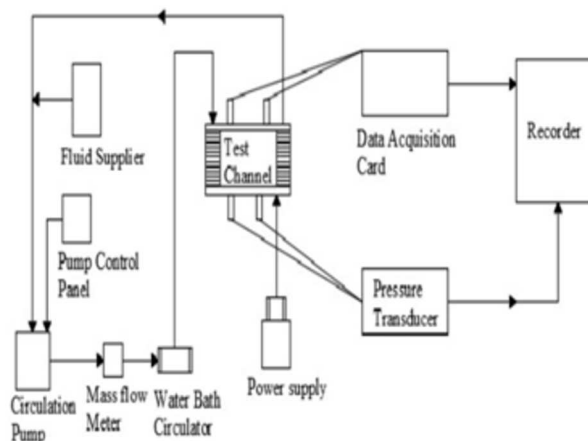 Fluid Supplier
Test
Channel
Data Acquisition
Card
Recorder
Pump Control
Panel
Pressure
Transducer
Circulation
Pump
Mass flow
Meter
Water Bath
Circulator
Power supply